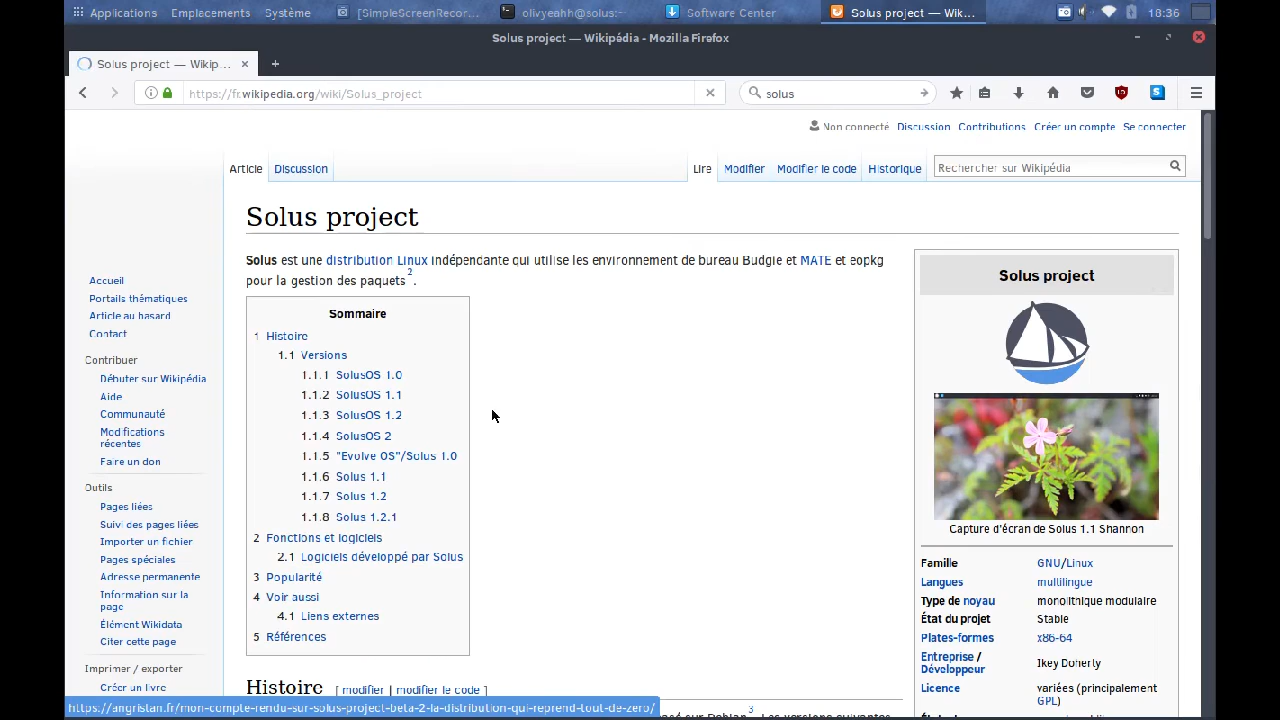 Applications Emplacements Système [SimpleScreenRecor... olivyeahh@solus:~ Software Center Solus project — Wik... 18:36
Solus project — Wikipédia - Mozilla Firefox
Solus project — Wikip...
https://fr.wikipedia.org/wiki/Solus_project solus
Non connecté Discussion Contributions Créer un compte Se connecter
Article Discussion Lire Modifier Modifier le code Historique Rechercher sur Wikipédia
Solus project
Solus est une distribution Linux indépendante qui utilise les environnement de bureau Budgie et MATE et eopkg
pour la gestion des paquets 2.
Sommaire
1 Histoire
1.1 Versions
1.1.1 SolusOS 1.0
1.1.2 SolusOS 1.1
1.1.3 SolusOS 1.2
1.1.4 SolusOS 2
1.1.5 "Evolve OS"/Solus 1.0
1.1.6 Solus 1.1
1.1.7 Solus 1.2
1.1.8 Solus 1.2.1
2 Fonctions et logiciels
2.1 Logiciels développé par Solus
3 Popularité
4 Voir aussi
4.1 Liens externes
5 Références
Histoire [ modifier | modifier le code ]
Accueil
Portails thématiques
Article au hasard
Contact
Contribuer
Débuter sur Wikipédia
Aide
Communauté
Modifications
récentes
Faire un don
Outils
Pages liées
Suivi des pages liées
Importer un fichier
Pages spéciales
Adresse permanente
Information sur la
page
Élément Wikidata
Citer cette page
Imprimer / exporter
Créer un livre
Solus project
Capture d'écran de Solus 1.1 Shannon
Famille GNU/Linux
Langues multilingue
Type de noyau monolithique modulaire
État du projet Stable
Plates-formes x86-64
Entreprise /
Développeur Ikey Doherty
Licence variées (principalement
GPL)
https://angristan.fr/mon-compte-rendu-sur-solus-project-beta-2-la-distribution-qui-reprend-tout-de-zero/